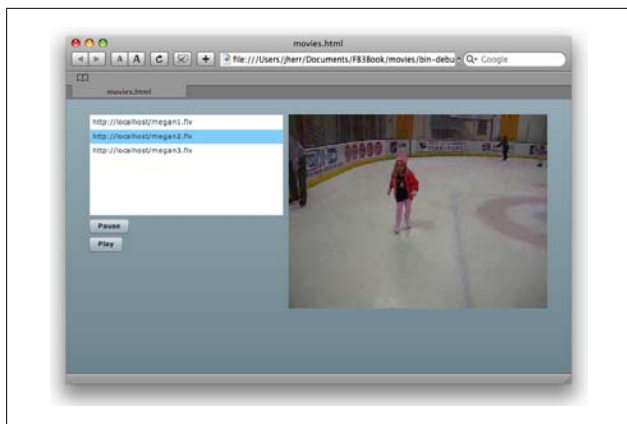 movies.html
A A
file:///Users/jherr/Documents/FB3Book/movies/bin-debu
Google
movies.html
http://localhost/megan1.flv
http://localhost/megan2.flv
http://localhost/megan3.flv
Pause
Play